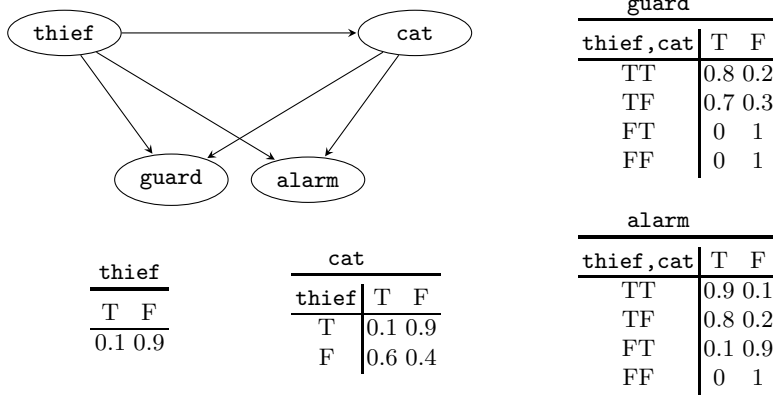 thief
cat
guard
alarm
guard
thief,cat T F
TT 0.8 0.2
TF 0.7 0.3
FT 0 1
FF 0 1
thief
T F
0.1 0.9
cat
thief T F
T 0.1 0.9
F 0.6 0.4
alarm
thief,cat T F
TT 0.9 0.1
TF 0.8 0.2
FT 0.1 0.9
FF 0 1